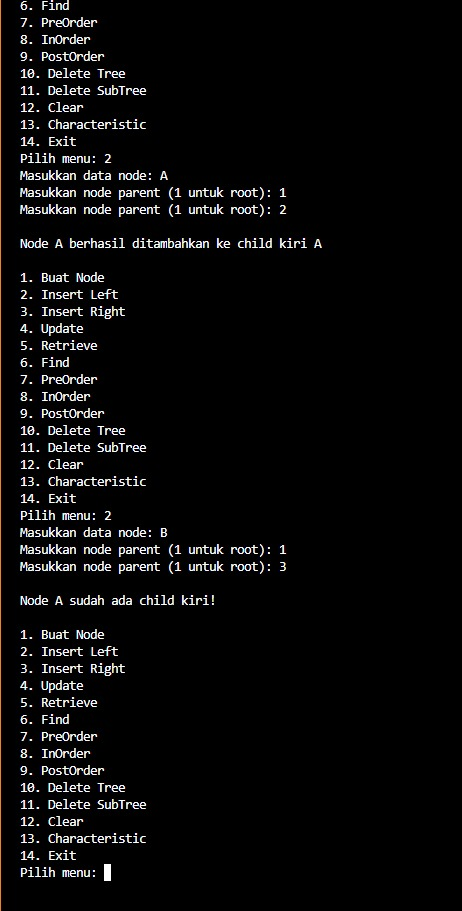 6. Find
7. PreOrder
8. InOrder
9. PostOrder
10. Delete Tree
11. Delete SubTree
12. Clear
13. Characteristic
14. Exit
Pilih menu: 2
Masukkan data node: A
Masukkan node parent (1 untuk root): 1
Masukkan node parent (1 untuk root): 2
Node A berhasil ditambahkan ke child kiri A
1. Buat Node
2. Insert Left
3. Insert Right
4. Update
5. Retrieve
6. Find
7. PreOrder
8. InOrder
9. PostOrder
10. Delete Tree
11. Delete SubTree
12. Clear
13. Characteristic
14. Exit
Pilih menu: 2
Masukkan data node: B
Masukkan node parent (1 untuk root): 1
Masukkan node parent (1 untuk root): 3
Node A sudah ada child kiri!
1. Buat Node
2. Insert Left
3. Insert Right
4. Update
5. Retrieve
6. Find
7. PreOrder
8. InOrder
9. PostOrder
10. Delete Tree
11. Delete SubTree
12. Clear
13. Characteristic
14. Exit
Pilih menu: